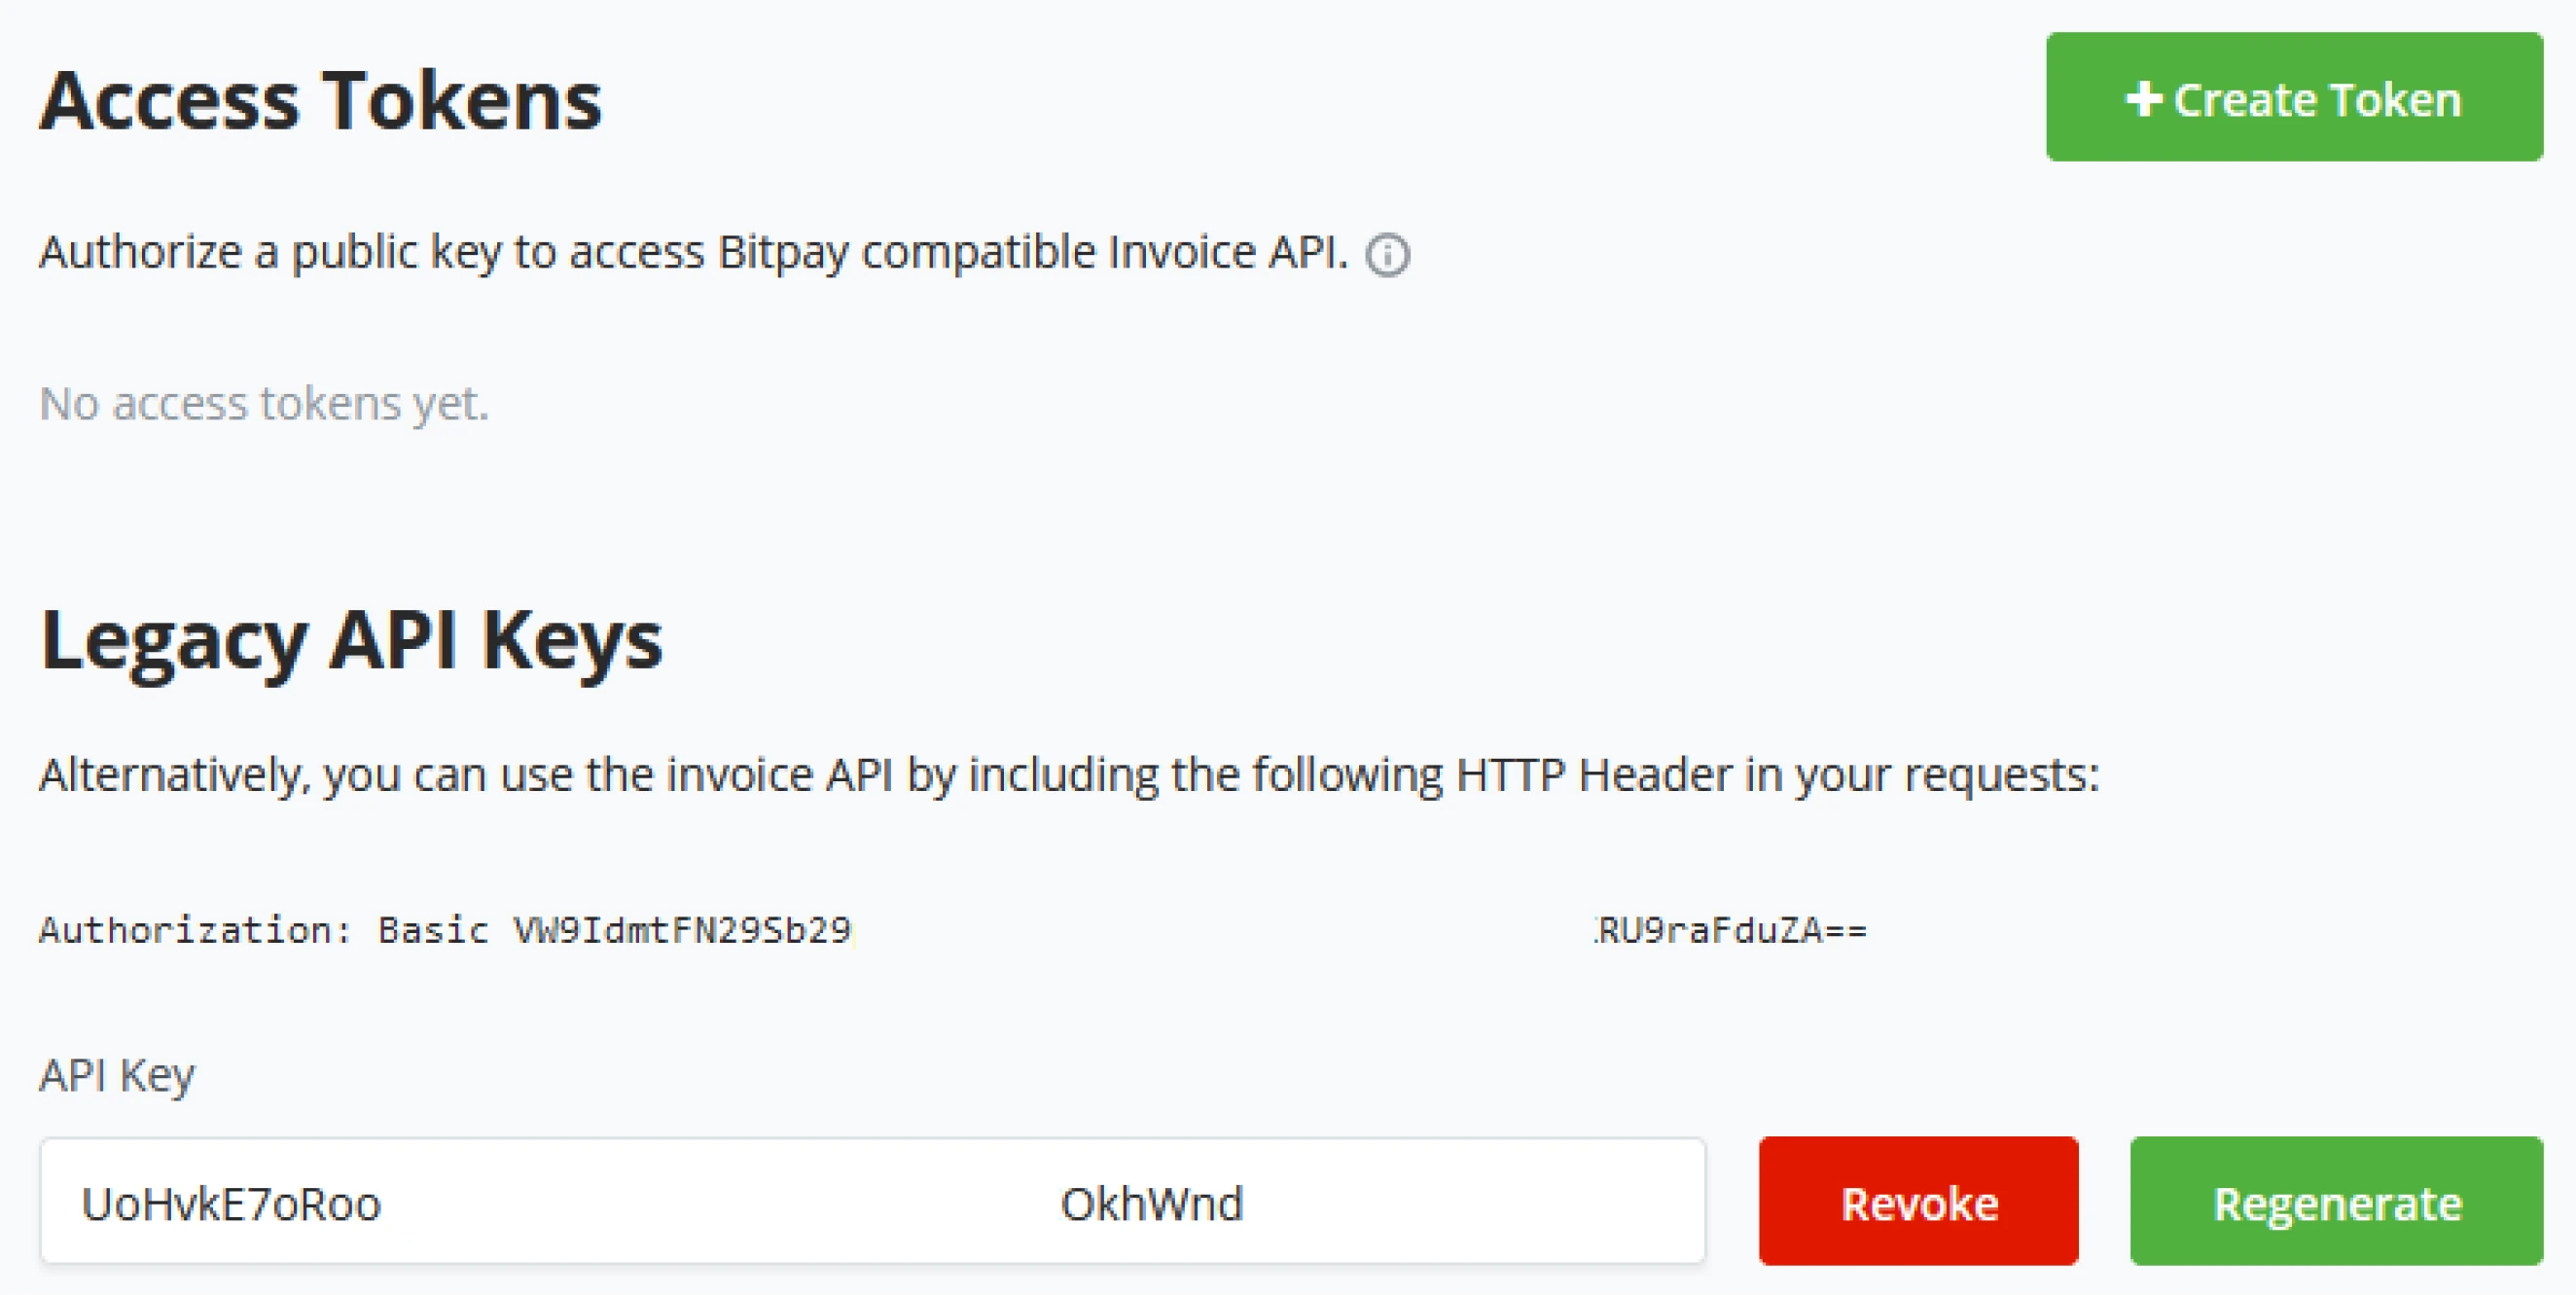 Access Tokens
+ Create Token
Authorize a public key to access Bitpay compatible Invoice API.
No access tokens yet.
Legacy API Keys
Alternatively, you can use the invoice API by including the following HTTP Header in your requests:
Authorization: Basic VW9IdmtFN29Sb29 RU9raFduZA==
API Key
UoHvkE7oRoo OkhWnd
Revoke
Regenerate